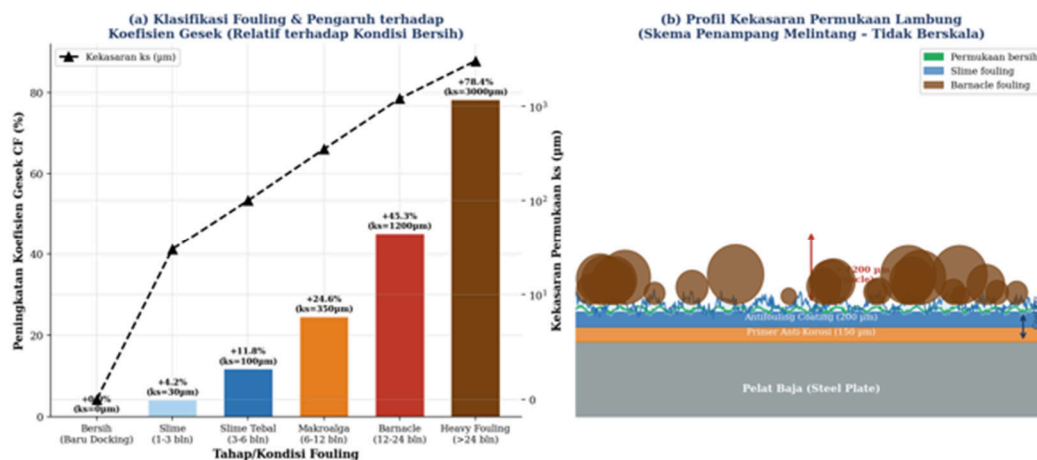 (a) Klasifikasi Fouling & Pengaruh terhadap
Koefisien Gesek (Relatif terhadap Kondisi Bersih)
Kekasaran ks (µm)
Peningkatan Koefisien Gesek CF (%)
80
60
40
20
0
(ks=0µm)
+4.2%
(ks=30µm)
+11.8%
(ks=100µm)
+24.6%
(ks=350µm)
+45.3%
(ks=1200µm)
+78.4%
(ks=3000µm)
10³
10²
10¹
0
Kekasaran Permukaan ks (µm)
Bersih
(Baru Docking)
Slime
(1-3 bln)
Slime Tebal
(3-6 bln)
Makroalga
(6-12 bln)
Barnacle
(12-24 bln)
Heavy Fouling
(>24 bln)
Tahap/Kondisi Fouling
(b) Profil Kekasaran Permukaan Lambung
(Skema Penampang Melintang – Tidak Berskala)
Permukaan bersih
Slime fouling
Barnacle fouling
200 µm
Antifouling Coating (200 µm)
Primer Anti Korosi (150 µm)
Pelat Baja (Steel Plate)